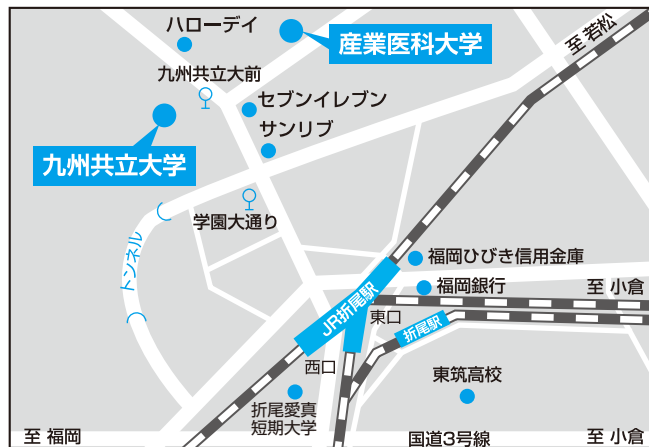 ハローデイ
産業医科大学
至 若松
九州共立大前
セブンイレブン
サンリブ
九州共立大学
学園大通り
トンネル
福岡ひびき信用金庫
福岡銀行
至 小倉
JR折尾駅
東口
折尾駅
西口
東筑高校
折尾愛真
短期大学
至 福岡
国道3号線
至 小倉